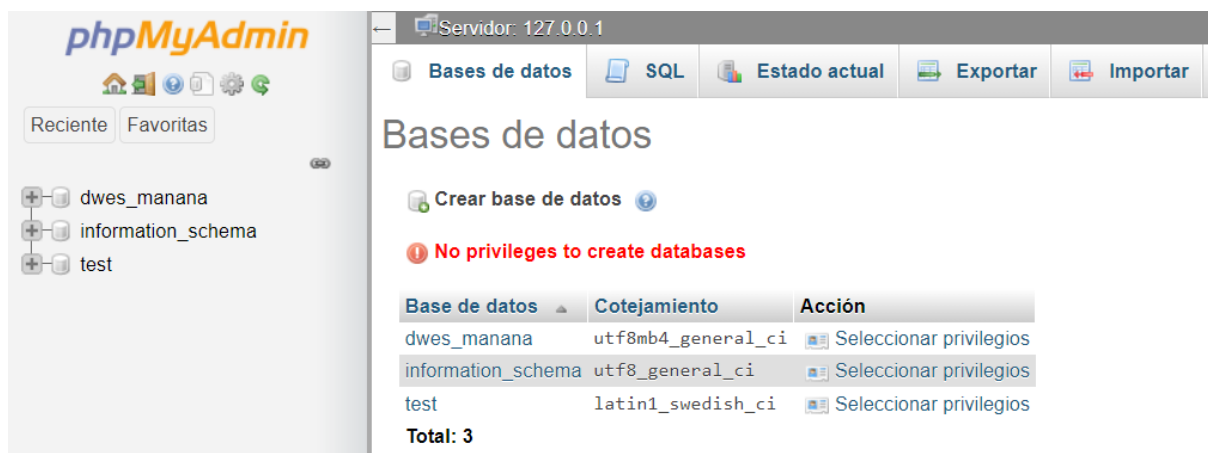 phpMyAdmin
Reciente Favoritas
dwes_manana
information_schema
test
Servidor: 127.0.0.1
Bases de datos SQL Estado actual Exportar Importar
Bases de datos
Crear base de datos
No privileges to create databases
Base de datos Cotejamiento Acción
dwes_manana utf8mb4_general_ci Seleccionar privilegios
information_schema utf8_general_ci Seleccionar privilegios
test latin1_swedish_ci Seleccionar privilegios
Total: 3